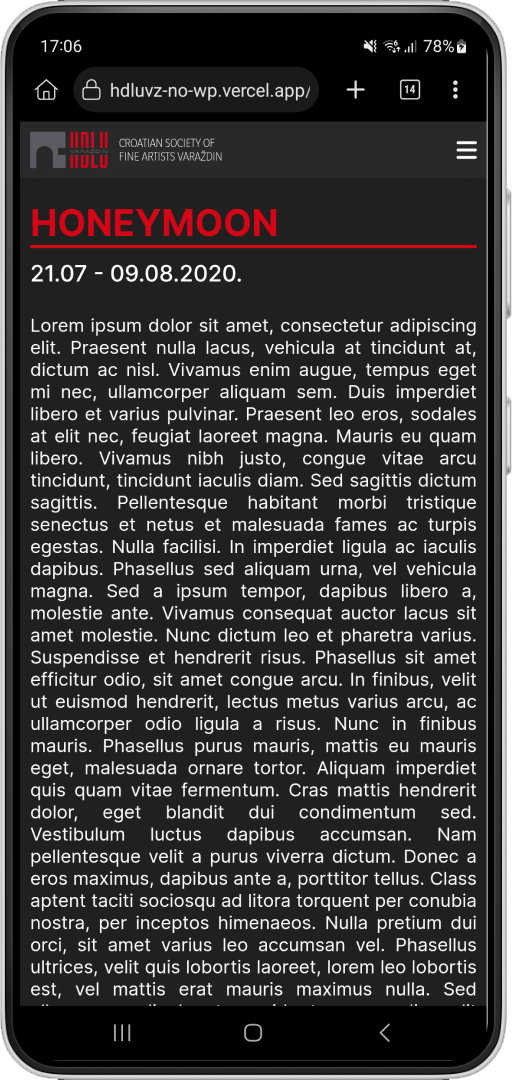 17:06
78%
hdluvz-no-wp.vercel.app/
14
HDLU
VARAŽDIN
CROATIAN SOCIETY OF
FINE ARTISTS VARAŽDIN
HONEYMOON
21.07 - 09.08.2020.
Lorem ipsum dolor sit amet, consectetur adipiscing
elit. Praesent nulla lacus, vehicula at tincidunt at,
dictum ac nisl. Vivamus enim augue, tempus eget
mi nec, ullamcorper aliquam sem. Duis imperdiet
libero et varius pulvinar. Praesent leo eros, sodales
at elit nec, feugiat laoreet magna. Mauris eu quam
libero. Vivamus nibh justo, congue vitae arcu
tincidunt, tincidunt iaculis diam. Sed sagittis dictum
sagittis. Pellentesque habitant morbi tristique
senectus et netus et malesuada fames ac turpis
egestas. Nulla facilisi. In imperdiet ligula ac iaculis
dapibus. Phasellus sed aliquam urna, vel vehicula
magna. Sed a ipsum tempor, dapibus libero a,
molestie ante. Vivamus consequat auctor lacus sit
amet molestie. Nunc dictum leo et pharetra varius.
Suspendisse et hendrerit risus. Phasellus sit amet
efficitur odio, sit amet congue arcu. In finibus, velit
ut euismod hendrerit, lectus metus varius arcu, ac
ullamcorper odio ligula a risus. Nunc in finibus
mauris. Phasellus purus mauris, mattis eu mauris
eget, malesuada ornare tortor. Aliquam imperdiet
quis quam vitae fermentum. Cras mattis hendrerit
dolor, eget blandit dui condimentum sed.
Vestibulum luctus dapibus accumsan. Nam
pellentesque velit a purus viverra dictum. Donec a
eros maximus, dapibus ante a, porttitor tellus. Class
aptent taciti sociosqu ad litora torquent per conubia
nostra, per inceptos himenaeos. Nulla pretium dui
orci, sit amet varius leo accumsan vel. Phasellus
ultrices, velit quis lobortis laoreet, lorem leo lobortis
est, vel mattis erat mauris maximus nulla. Sed